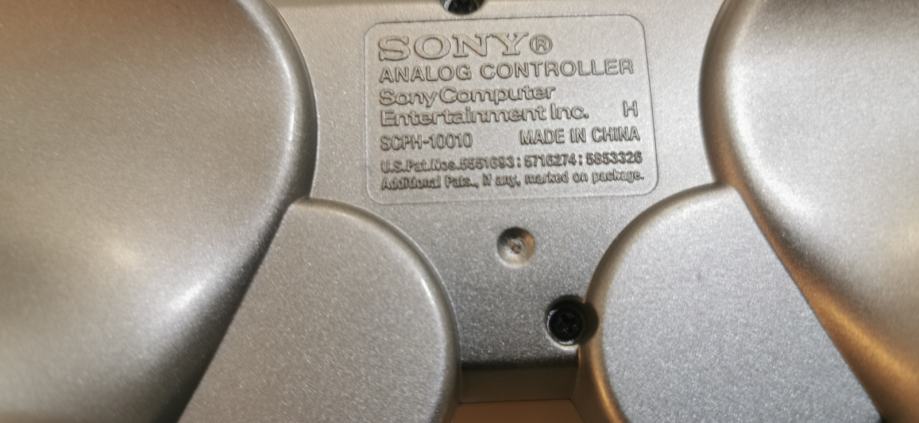 SONY®
ANALOG CONTROLLER
Sony Computer
Entertainment Inc. H
SCPH-10010 MADE IN CHINA
U.S.Pat.Nos.5551693; 5716274; 5853326
Additional Pats., if any, marked on package.